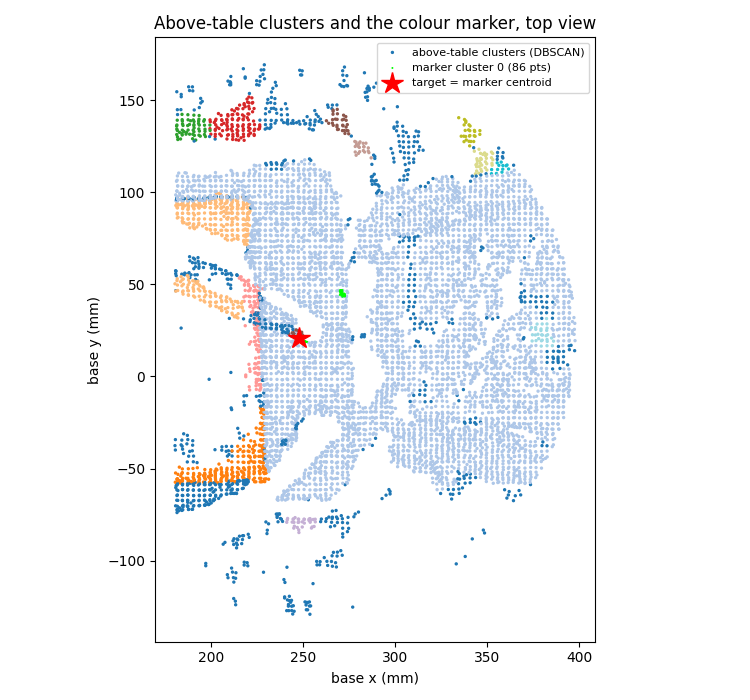 Above-table clusters and the colour marker, top view
above-table clusters (DBSCAN)
marker cluster 0 (86 pts)
target = marker centroid
base y (mm)
150
100
50
0
−50
−100
200
250
300
350
400
base x (mm)